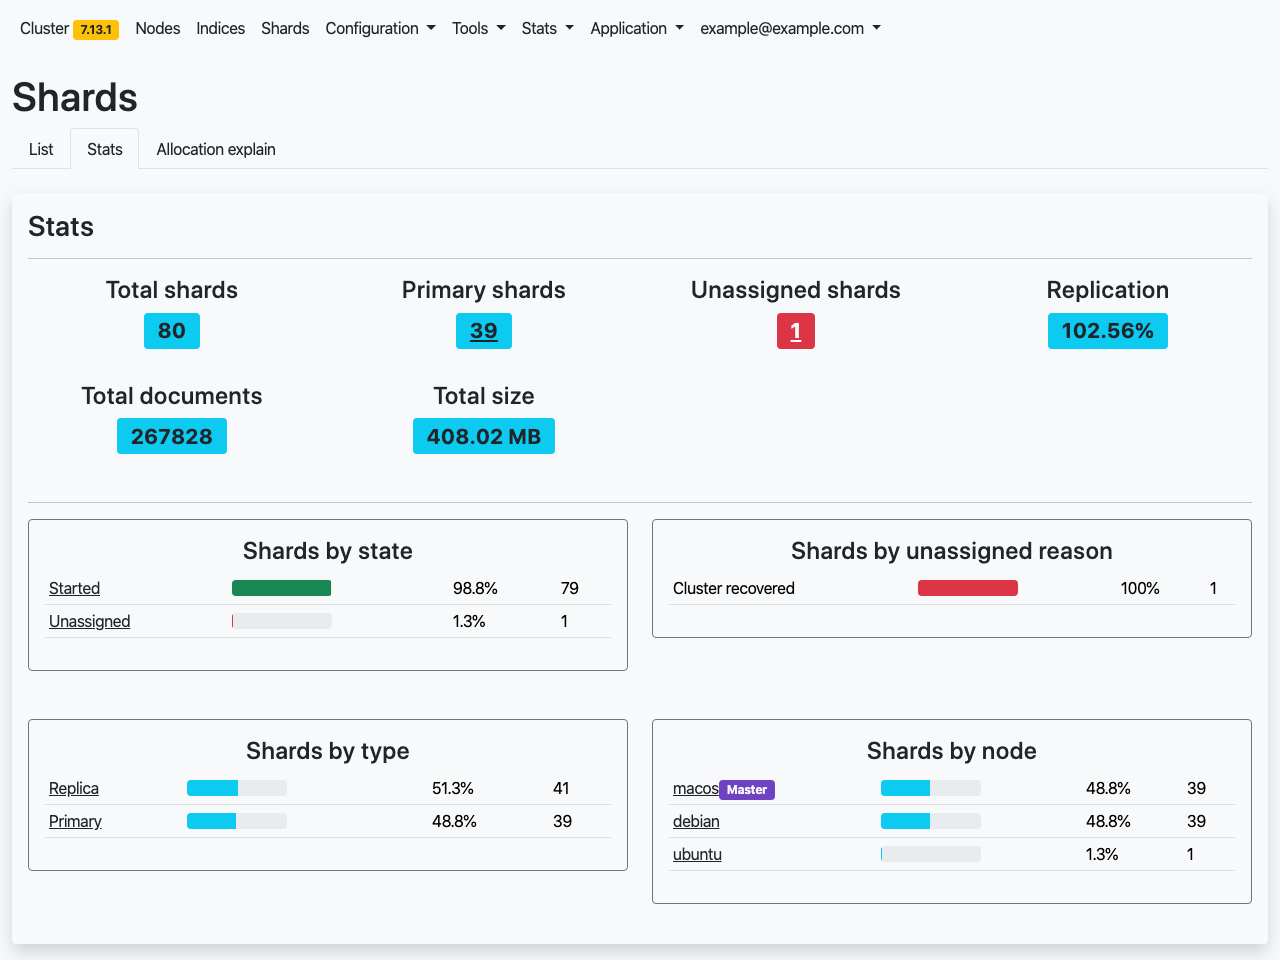 Cluster 7.13.1 Nodes Indices Shards Configuration Tools Stats Application example@example.com
Shards
List Stats Allocation explain
Stats
Total shards Primary shards Unassigned shards Replication
80 39 1 102.56%
Total documents Total size
267828 408.02 MB
Shards by state
Started 98.8% 79
Unassigned 1.3% 1
Shards by unassigned reason
Cluster recovered 100% 1
Shards by type
Replica 51.3% 41
Primary 48.8% 39
Shards by node
macos Master 48.8% 39
debian 48.8% 39
ubuntu 1.3% 1